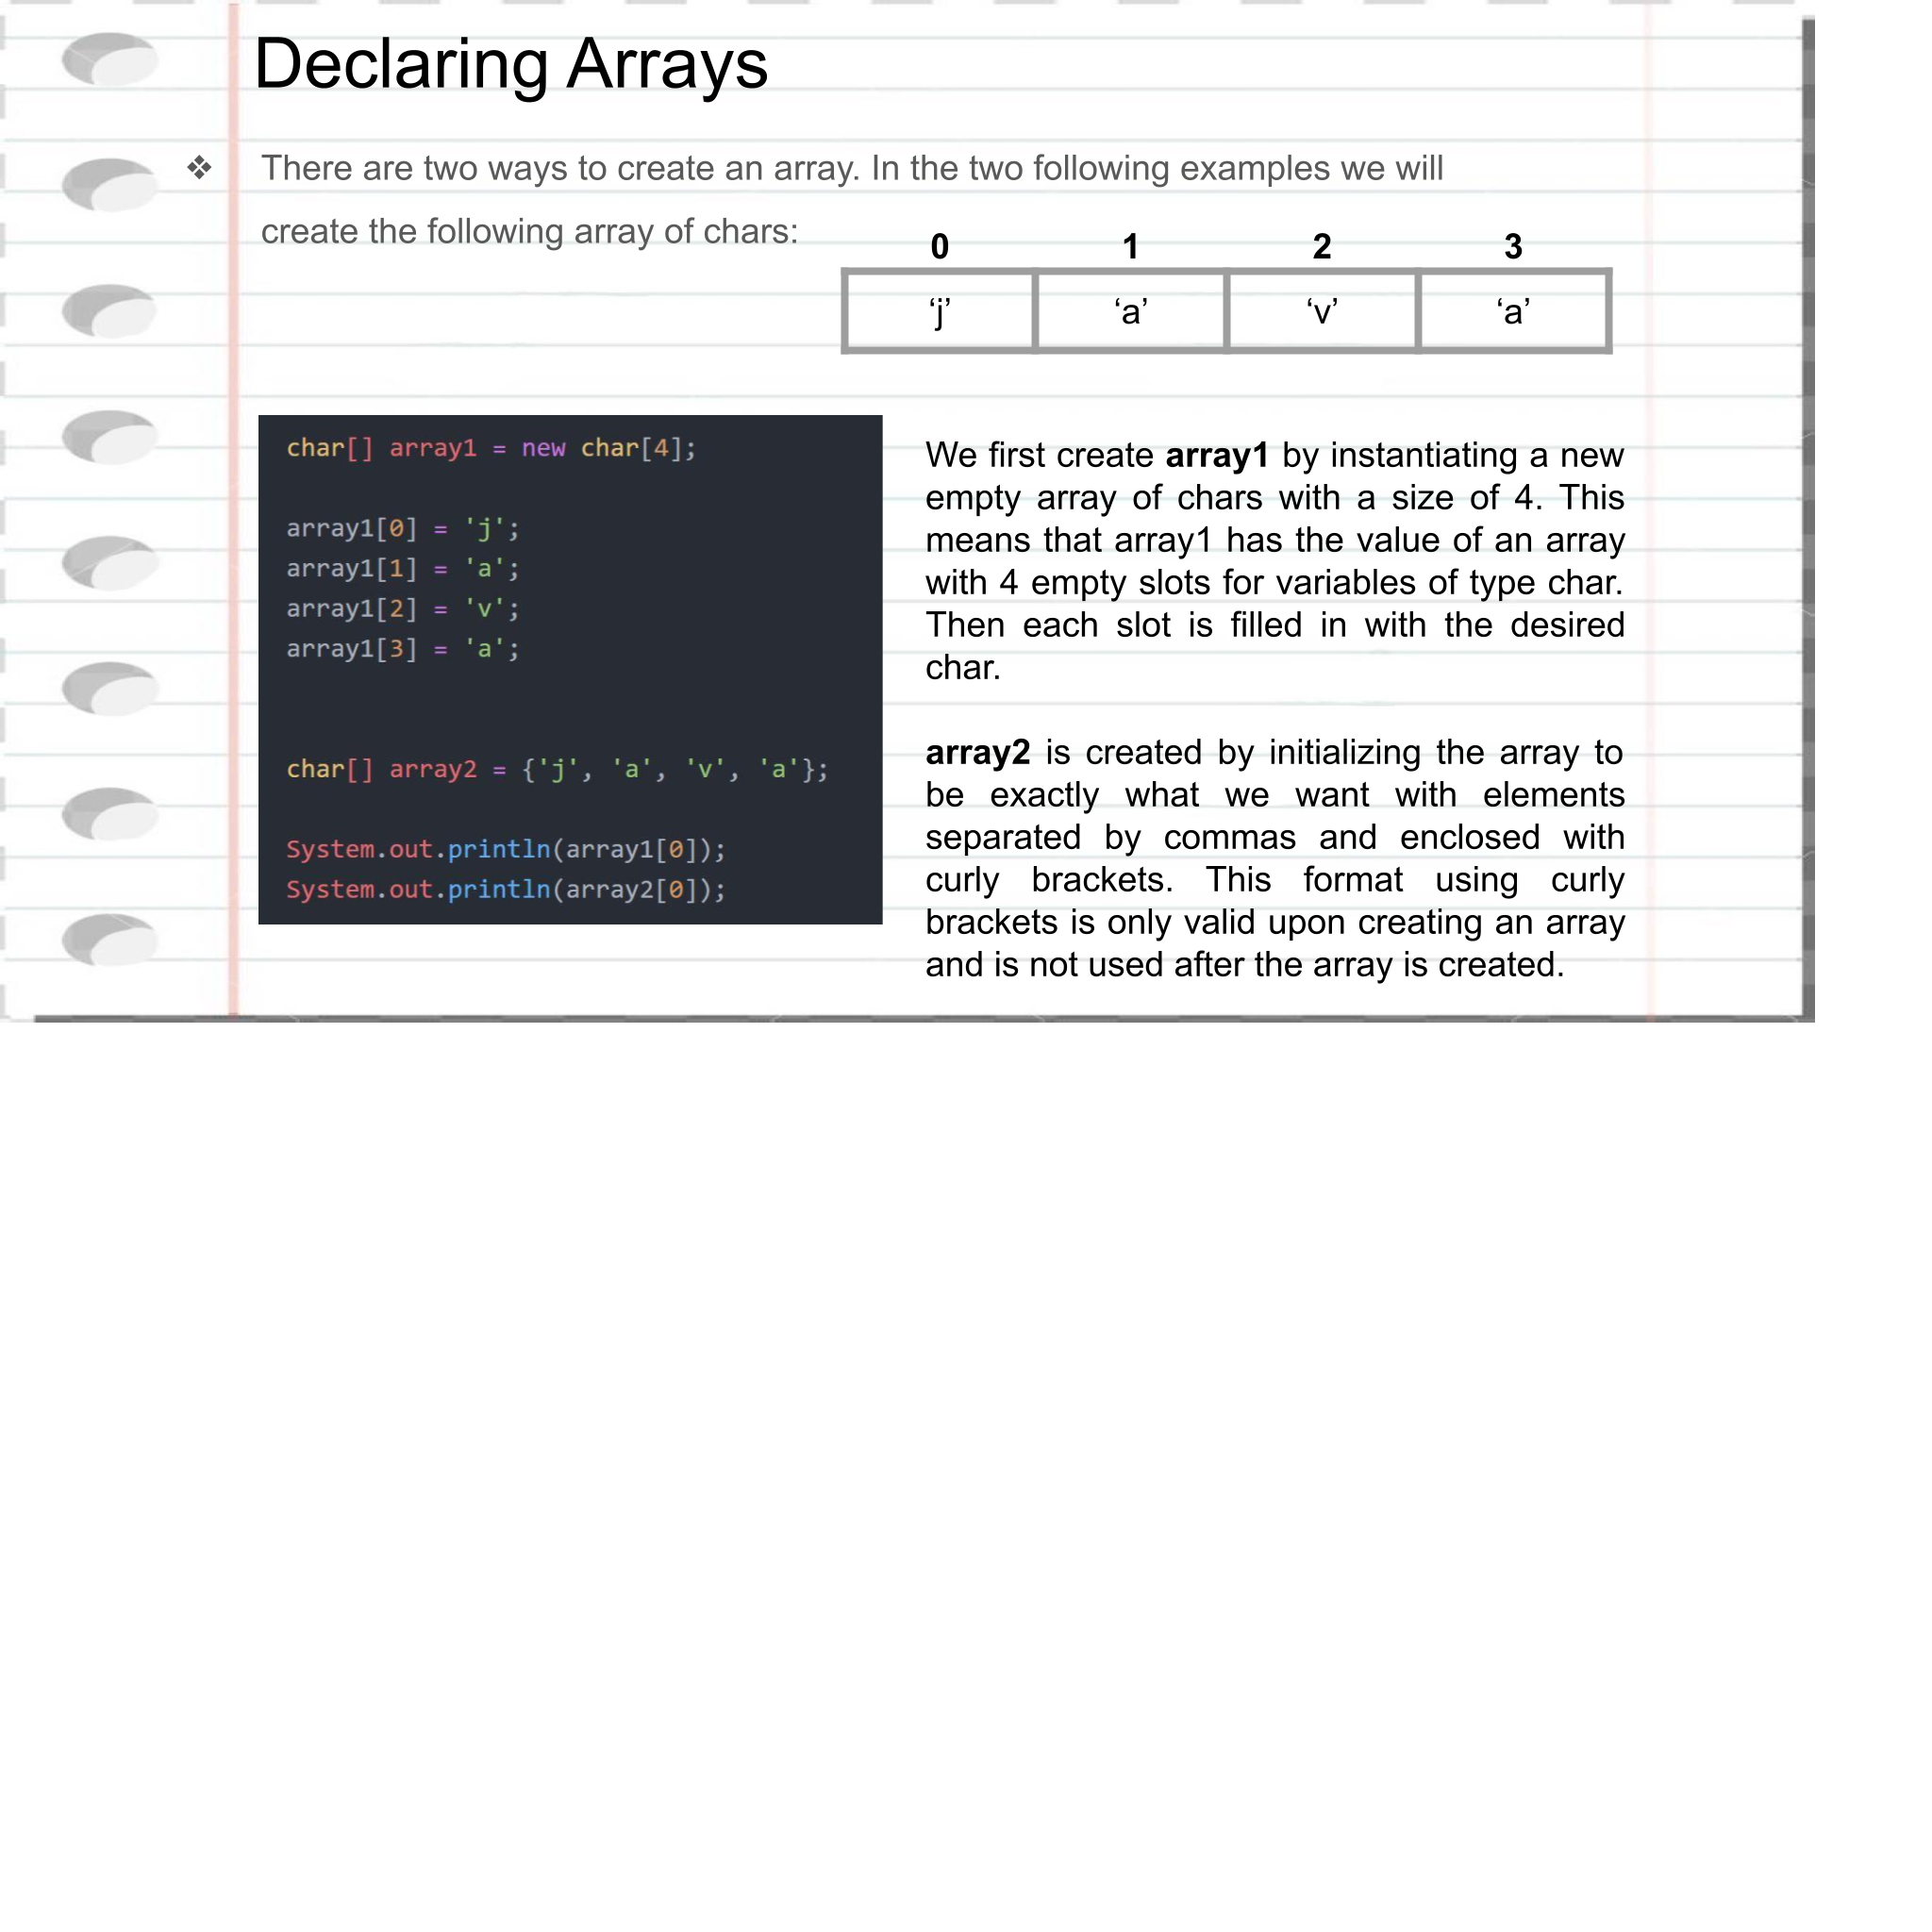 Declaring Arrays
❖ There are two ways to create an array. In the two following examples we will
create the following array of chars:
0 1 2 3
‘j’ ‘a’ ‘v’ ‘a’
char[] array1 = new char[4];
array1[0] = 'j';
array1[1] = 'a';
array1[2] = 'v';
array1[3] = 'a';
char[] array2 = {'j', 'a', 'v', 'a'};
System.out.println(array1[0]);
System.out.println(array2[0]);
We first create array1 by instantiating a new
empty array of chars with a size of 4. This
means that array1 has the value of an array
with 4 empty slots for variables of type char.
Then each slot is filled in with the desired
char.
array2 is created by initializing the array to
be exactly what we want with elements
separated by commas and enclosed with
curly brackets. This format using curly
brackets is only valid upon creating an array
and is not used after the array is created.